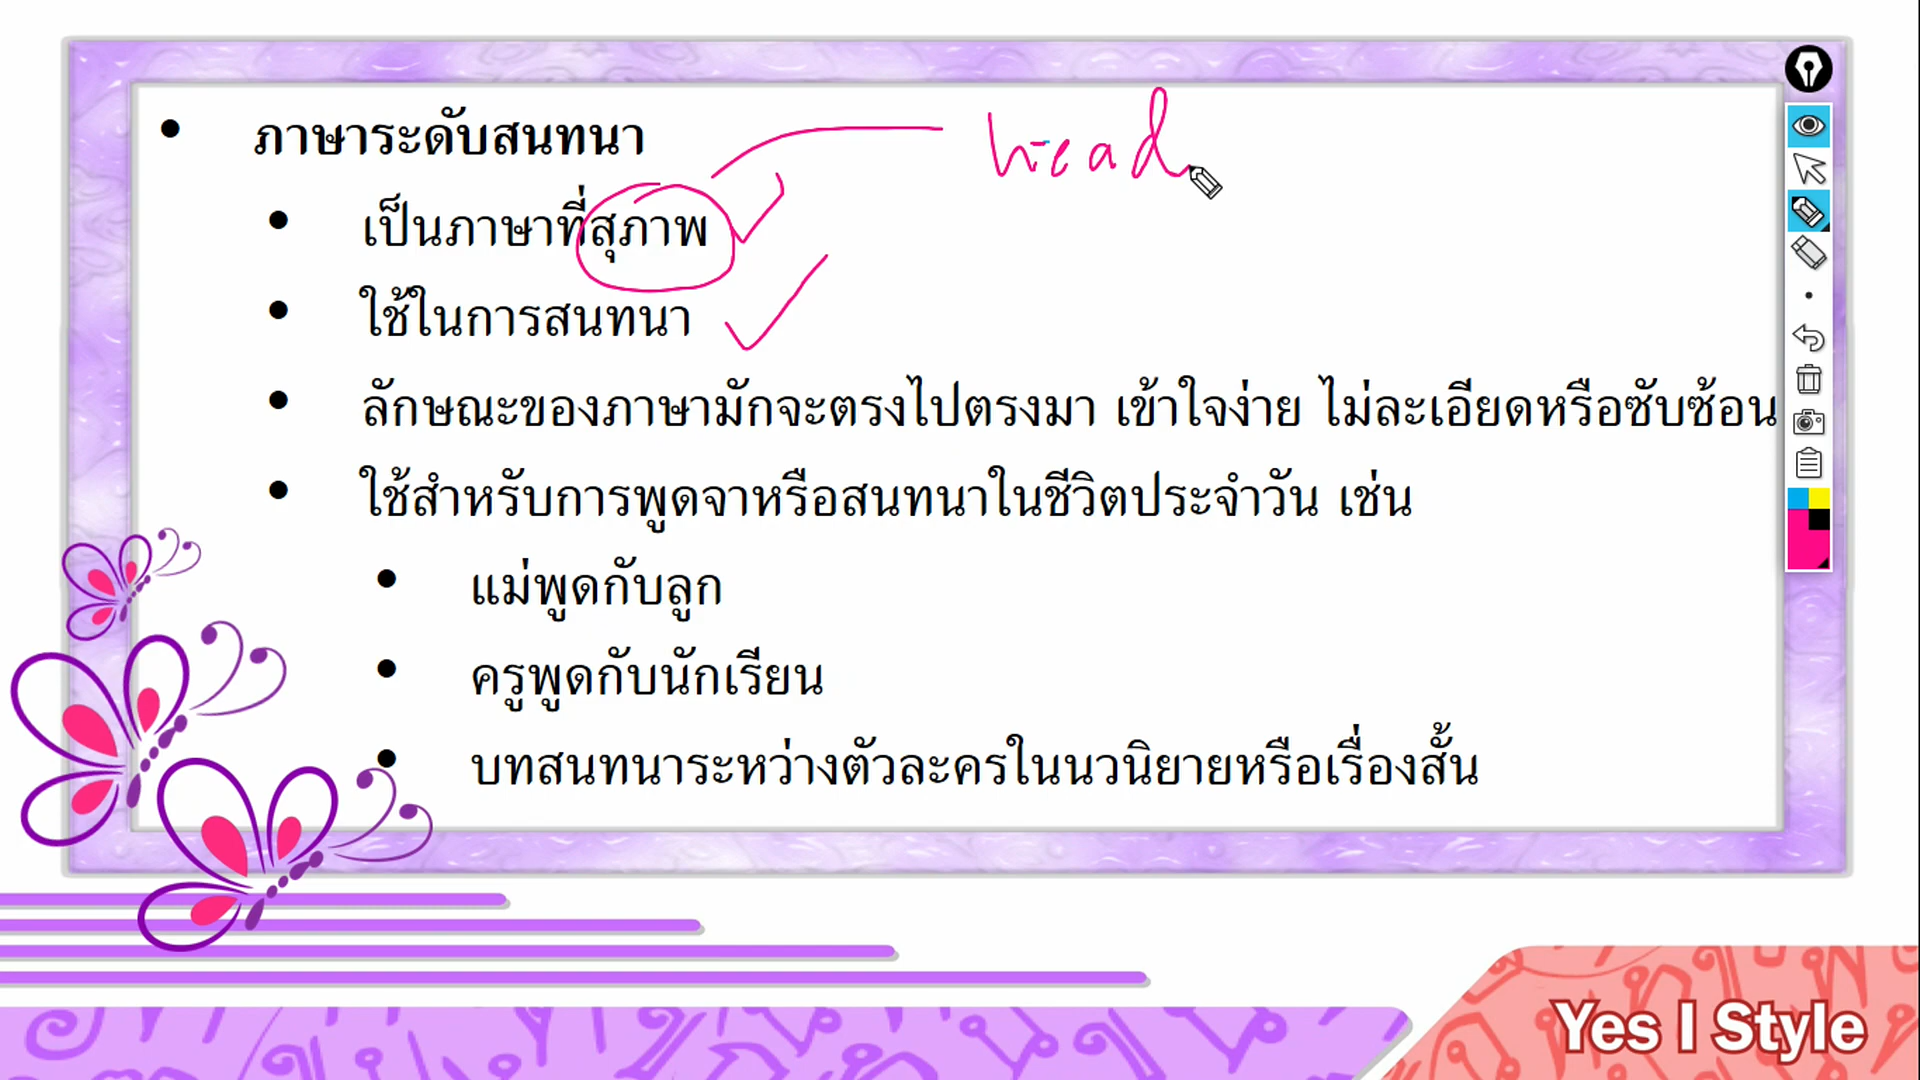 ภาษาระดับสนทนา
head
เป็นภาษาที่สุภาพ
ใช้ในการสนทนา
ลักษณะของภาษามักจะตรงไปตรงมา เข้าใจง่าย ไม่ละเอียดหรือซับซ้อน
ใช้สำหรับการพูดจาหรือสนทนาในชีวิตประจำวัน เช่น
แม่พูดกับลูก
ครูพูดกับนักเรียน
บทสนทนาระหว่างตัวละครในนวนิยายหรือเรื่องสั้น
Yes I Style